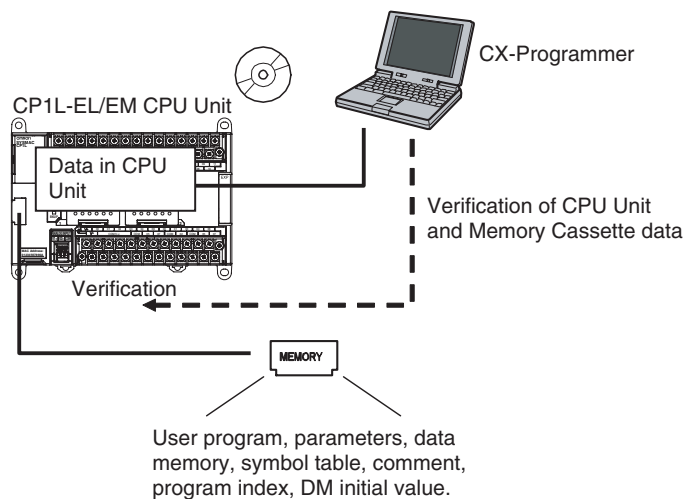 CX-Programmer
CP1L-EL/EM CPU Unit
Data in CPU
Unit
Verification of CPU Unit
and Memory Cassette data
Verification
MEMORY
User program, parameters, data
memory, symbol table, comment,
program index, DM initial value.